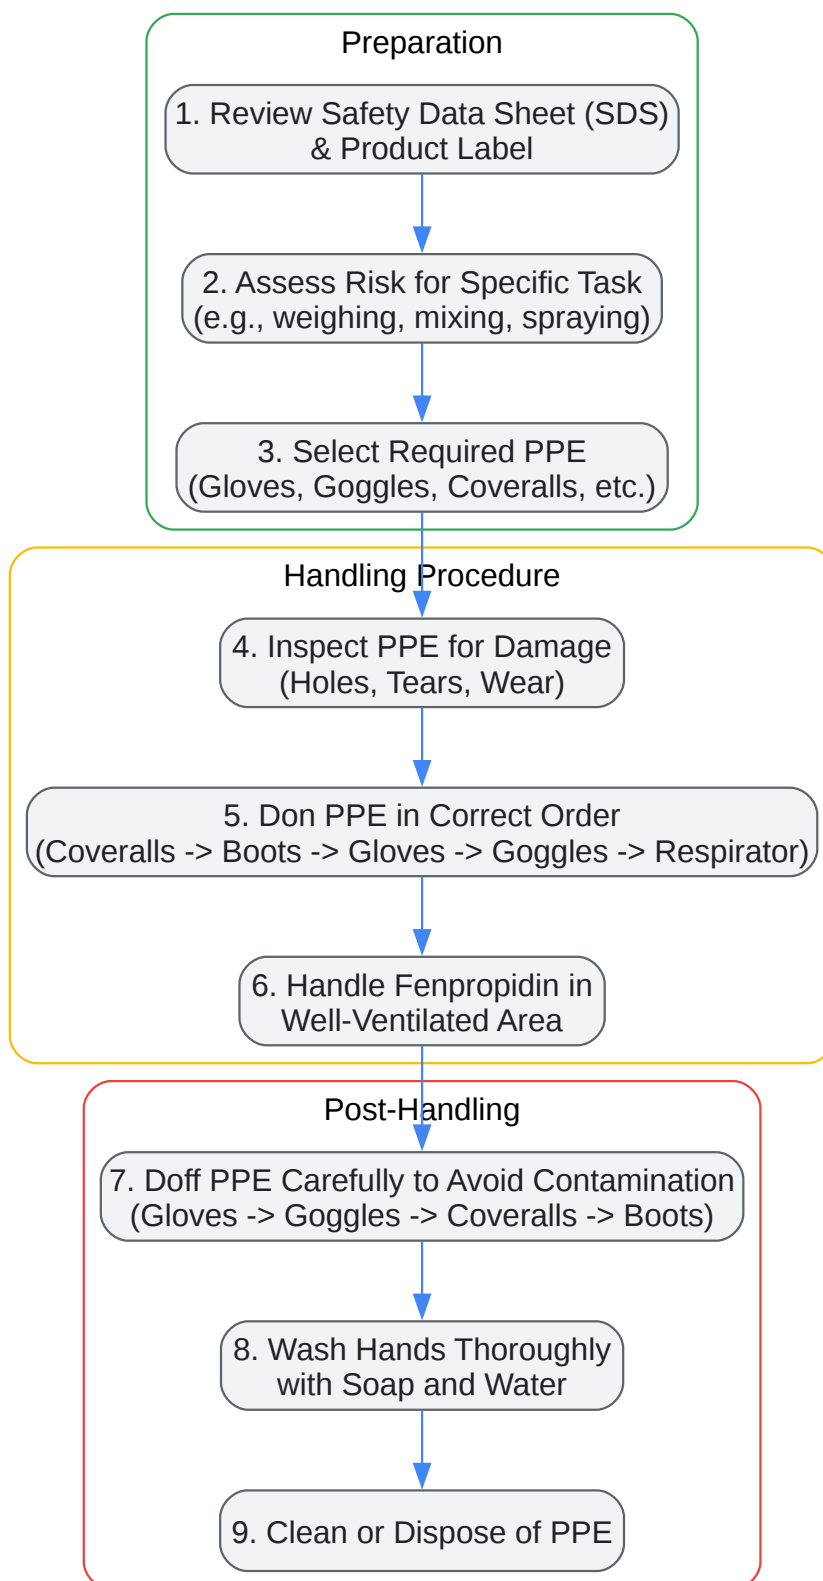 Preparation
1. Review Safety Data Sheet (SDS)
& Product Label
2. Assess Risk for Specific Task
(e.g., weighing, mixing, spraying)
3. Select Required PPE
(Gloves, Goggles, Coveralls, etc.)
Handling Procedure
4. Inspect PPE for Damage
(Holes, Tears, Wear)
5. Don PPE in Correct Order
(Coveralls -> Boots -> Gloves -> Goggles -> Respirator)
6. Handle Fenpropidin in
Well-Ventilated Area
Post-Handling
7. Doff PPE Carefully to Avoid Contamination
(Gloves -> Goggles -> Coveralls -> Boots)
8. Wash Hands Thoroughly
with Soap and Water
9. Clean or Dispose of PPE